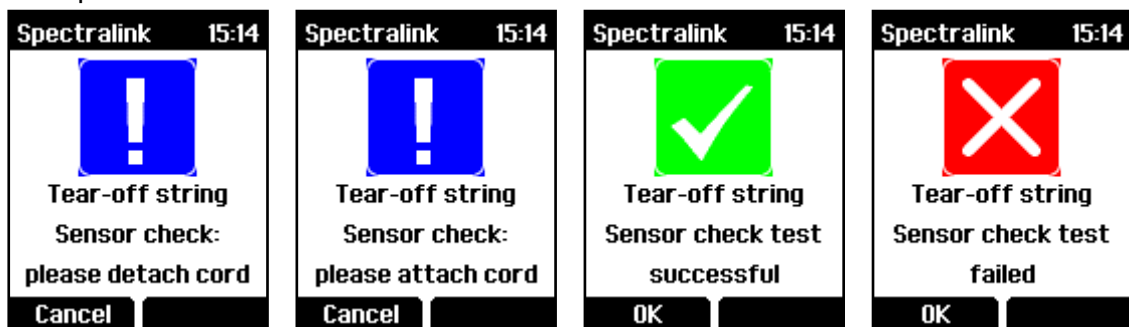 Spectralink 15:14
Tear-off string
Sensor check:
please detach cord
Cancel
Spectralink 15:14
Tear-off string
Sensor check:
please attach cord
Cancel
Spectralink 15:14
Tear-off string
Sensor check test
successful
OK
Spectralink 15:14
Tear-off string
Sensor check test
failed
OK